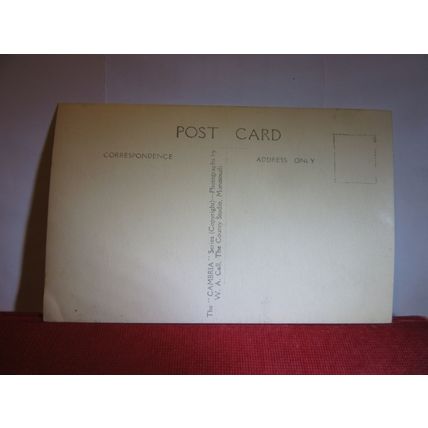 POST CARD
CORRESPONDENCE
ADDRESS ONLY
The "CAMBRIA" Series (Copyright)—Photographs by
W. A. Call, The County Studio, Monmouth